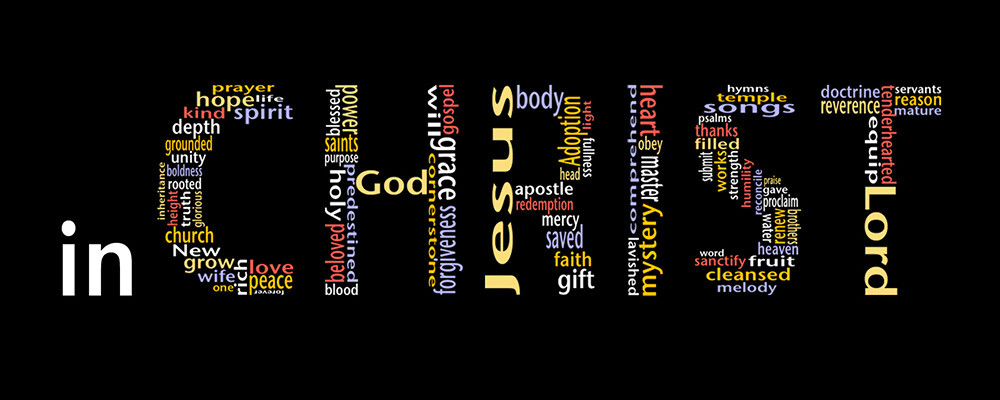 in
prayer
hope
life
kind
spirit
depth
grounded
unity
boldness
inheritance
rooted
height
truth
glorious
church
New
grow
wife
one
rich
love
peace
forever
blessed
power
saints
purpose
holy
predestined
beloved
blood
God
will
gospel
grace
cornerstone
forgiveness
Jesus
body
Adoption
light
fullness
head
apostle
redemption
mercy
saved
faith
gift
comprehend
heart
obey
master
mystery
lavished
hymns
temple
songs
psalms
thanks
filled
submit
works
strength
humility
reconcile
praise
gave
proclaim
water
renew
brothers
heaven
word
sanctify
fruit
cleansed
melody
doctrine
reverence
tenderhearted
servants
reason
mature
equip
Lord